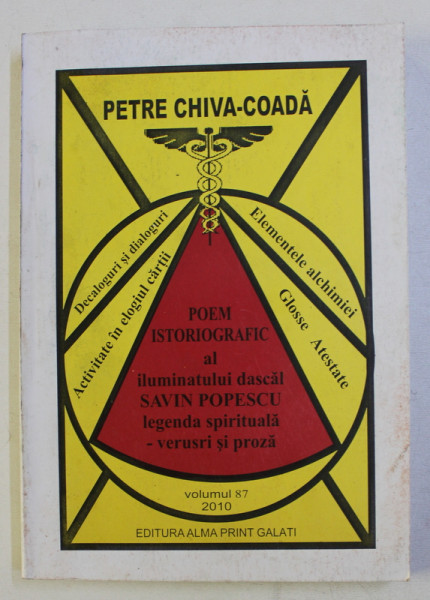 PETRE CHIVA-COADĂ
Decaloguri și dialoguri
Activitate în elogiul cărții
Elementele alchimiei
Glosse Atestate
POEM
ISTORIOGRAFIC
al
iluminatului dascăl
SAVIN POPESCU
legenda spirituală
- verusri și proză
volumul 87
2010
EDITURA ALMA PRINT GALATI